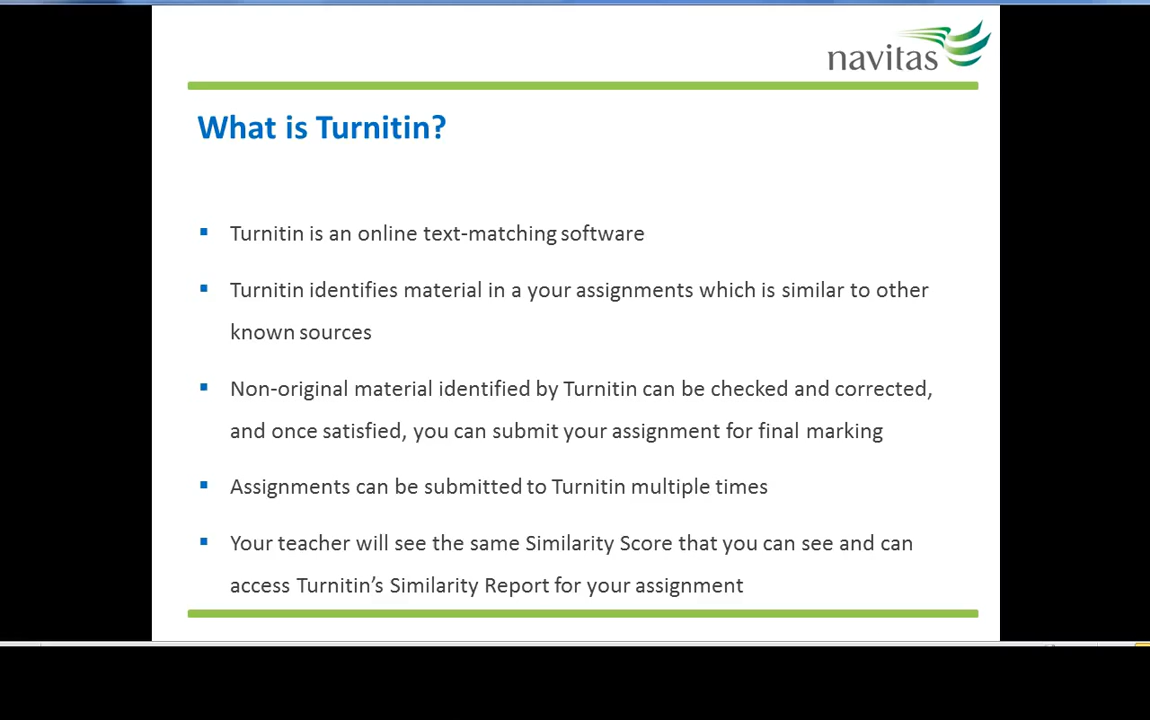 navitas
What is Turnitin?
▪ Turnitin is an online text-matching software
▪ Turnitin identifies material in a your assignments which is similar to other
known sources
▪ Non-original material identified by Turnitin can be checked and corrected,
and once satisfied, you can submit your assignment for final marking
▪ Assignments can be submitted to Turnitin multiple times
▪ Your teacher will see the same Similarity Score that you can see and can
access Turnitin’s Similarity Report for your assignment